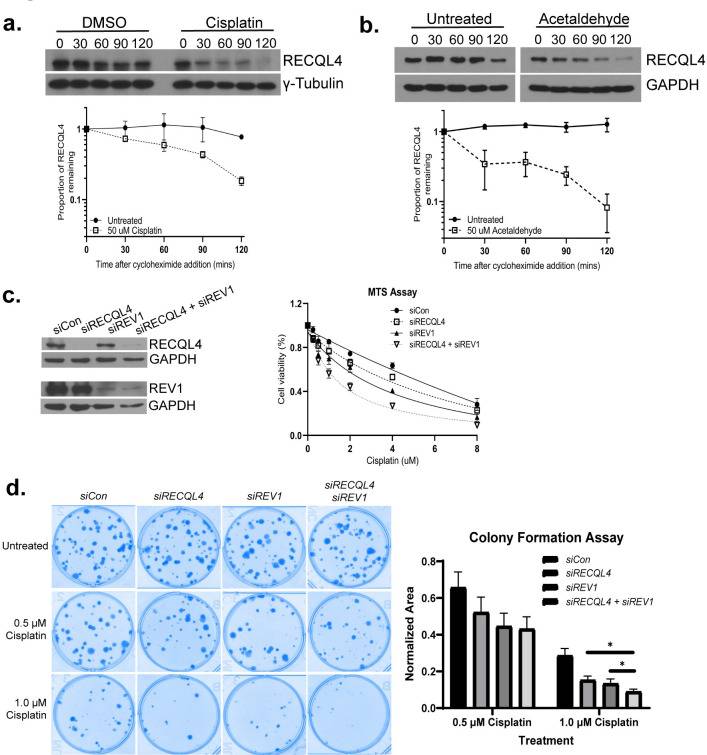 a.
DMSO Cisplatin
0 30 60 90 120 0 30 60 90 120
RECQL4
γ-Tubulin
1
0.1
Proportion of RECQL4
remaining
Untreated
50 uM Cisplatin
0 30 60 90 120
Time after cycloheximide addition (mins)
b.
Untreated Acetaldehyde
0 30 60 90 120 0 30 60 90 120
RECQL4
GAPDH
1
0.1
Proportion of RECQL4
remaining
Untreated
50 uM Acetaldehyde
0 30 60 90 120
Time after cycloheximide addition (mins)
c.
siCon siRECQL4 siREV1 siRECQL4 + siREV1
RECQL4
GAPDH
REV1
GAPDH
MTS Assay
1.2
0.8
0.4
0.0
Cell viability (%)
siCon
siRECQL4
siREV1
siRECQL4 + siREV1
0 2 4 6 8
Cisplatin (uM)
d.
siCon siRECQL4 siREV1 siRECQL4
siREV1
Untreated
0.5 µM
Cisplatin
1.0 µM
Cisplatin
Colony Formation Assay
0.8
0.6
0.4
0.2
0.0
Normalized Area
siCon
siRECQL4
siREV1
siRECQL4 + siREV1
*
*
0.5 µM Cisplatin 1.0 µM Cisplatin
Treatment